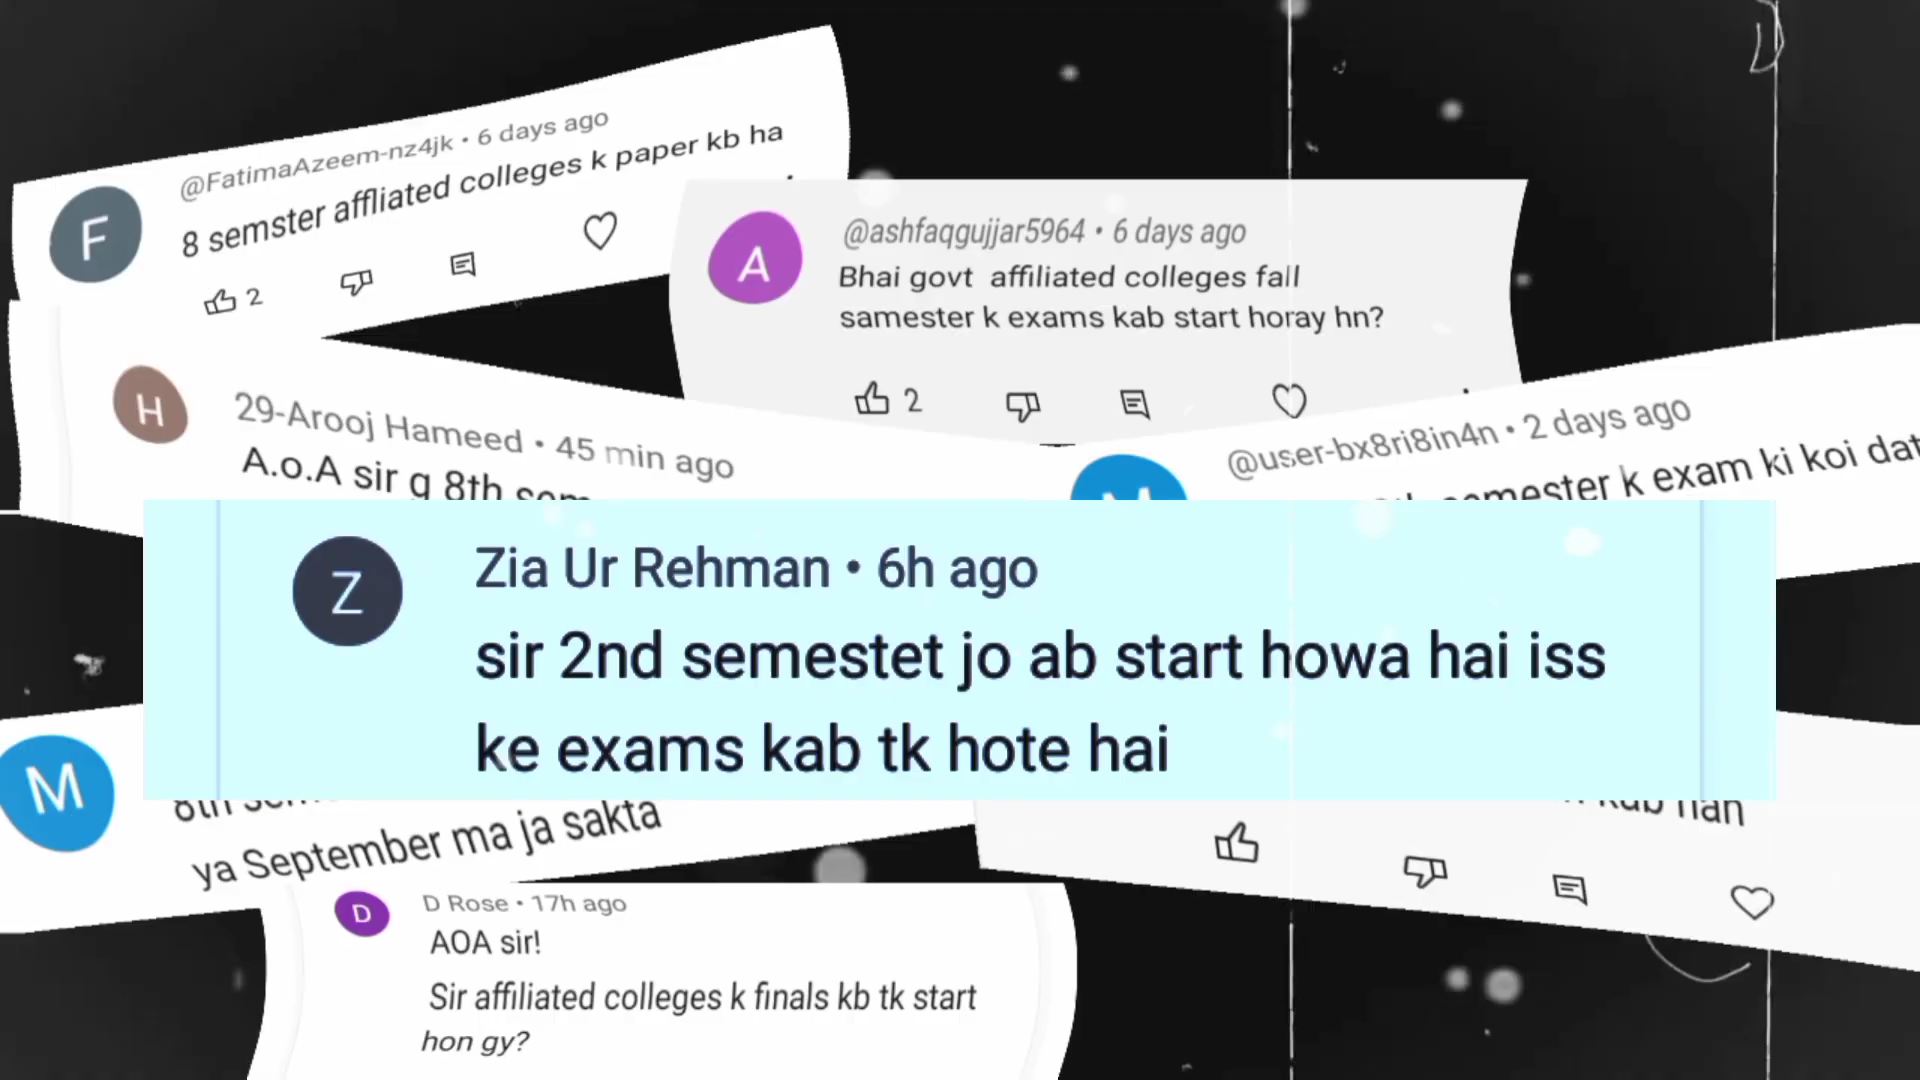 @FatimaAzeem-nz4jk • 6 days ago
8 semster affliated colleges k paper kb ha
F
2
@ashfaqgujjar5964 • 6 days ago
A
Bhai govt affiliated colleges fall
samester k exams kab start horay hn?
2
H
29-Arooj Hameed • 45 min ago
A.o.A sir g 8th sem
@user-bx8ri8in4n • 2 days ago
semester k exam ki koi dat
Z
Zia Ur Rehman • 6h ago
sir 2nd semestet jo ab start howa hai iss
ke exams kab tk hote hai
M
8th
ya September ma ja sakta
kab
D
D Rose • 17h ago
AOA sir!
Sir affiliated colleges k finals kb tk start
hon gy?